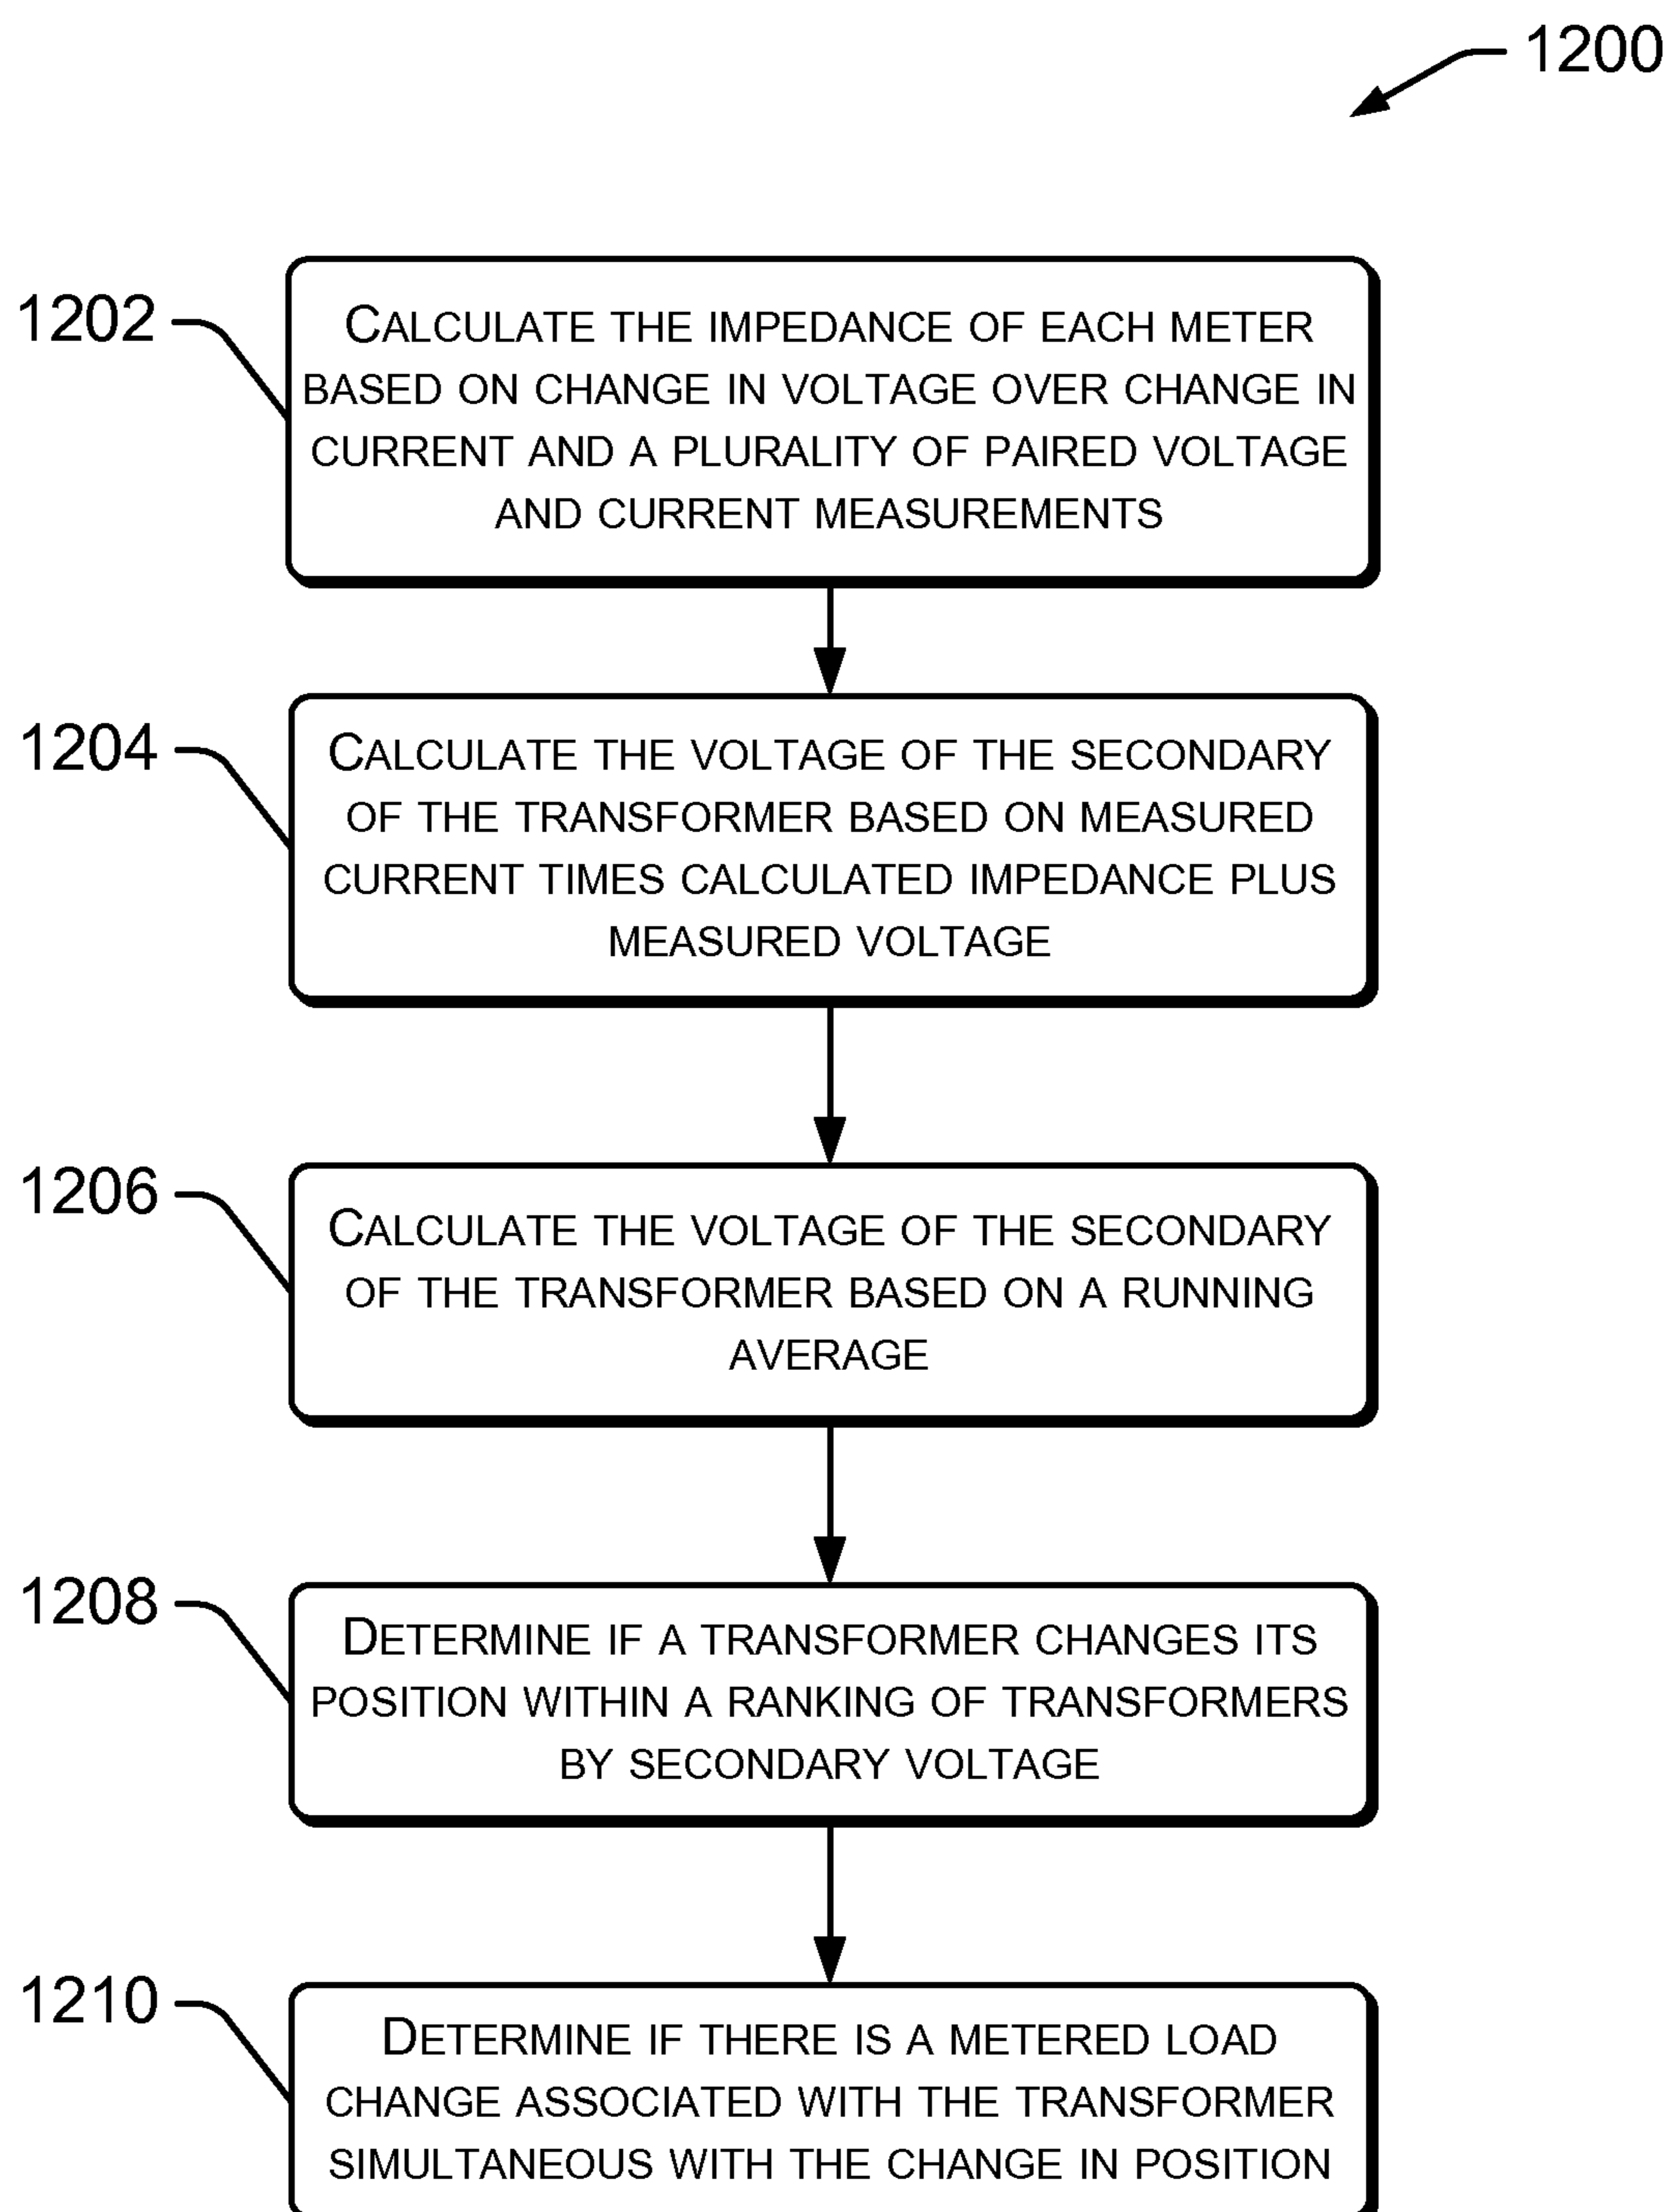 1200
1202
CALCULATE THE IMPEDANCE OF EACH METER
BASED ON CHANGE IN VOLTAGE OVER CHANGE IN
CURRENT AND A PLURALITY OF PAIRED VOLTAGE
AND CURRENT MEASUREMENTS
1204
CALCULATE THE VOLTAGE OF THE SECONDARY
OF THE TRANSFORMER BASED ON MEASURED
CURRENT TIMES CALCULATED IMPEDANCE PLUS
MEASURED VOLTAGE
1206
CALCULATE THE VOLTAGE OF THE SECONDARY
OF THE TRANSFORMER BASED ON A RUNNING
AVERAGE
1208
DETERMINE IF A TRANSFORMER CHANGES ITS
POSITION WITHIN A RANKING OF TRANSFORMERS
BY SECONDARY VOLTAGE
1210
DETERMINE IF THERE IS A METERED LOAD
CHANGE ASSOCIATED WITH THE TRANSFORMER
SIMULTANEOUS WITH THE CHANGE IN POSITION